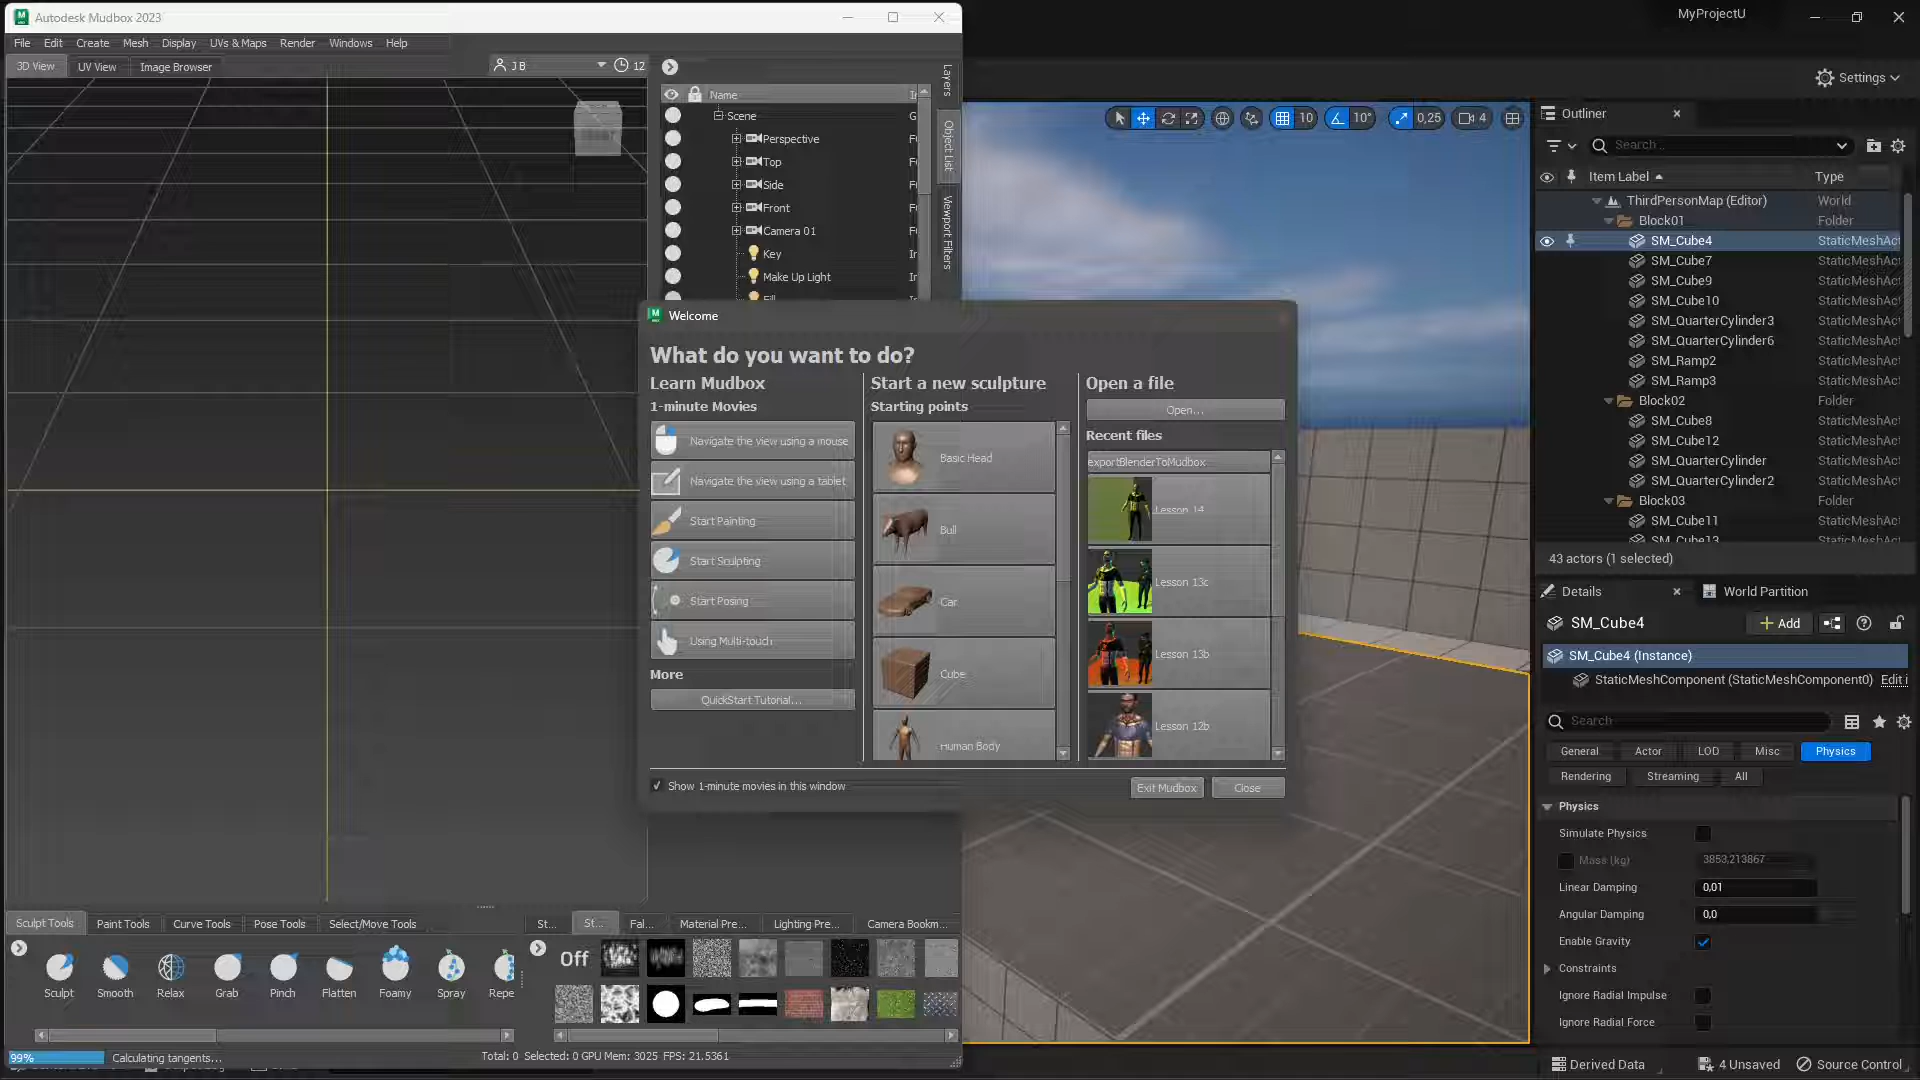 Autodesk Mudbox 2023
MyProjectU
File Edit Create Mesh Display UVs & Maps Render Windows Help
3D View UV View Image Browser
J B
12
Settings
Layers
Object List
Viewport Filters
Name
Scene
Perspective
Top
Side
Front
Camera 01
Key
Make Up Light
10 10° 0,25 4
Outliner
Search...
Item Label Type
ThirdPersonMap (Editor) World
Block01 Folder
SM_Cube4 StaticMeshAct
SM_Cube7 StaticMeshAct
SM_Cube9 StaticMeshAct
SM_Cube10 StaticMeshAct
SM_QuarterCylinder3 StaticMeshAct
SM_QuarterCylinder6 StaticMeshAct
SM_Ramp2 StaticMeshAct
SM_Ramp3 StaticMeshAct
Block02 Folder
SM_Cube8 StaticMeshAct
SM_Cube12 StaticMeshAct
SM_QuarterCylinder StaticMeshAct
SM_QuarterCylinder2 StaticMeshAct
Block03 Folder
SM_Cube11 StaticMeshAct
SM_Cube13 StaticMeshAct
43 actors (1 selected)
Welcome
What do you want to do?
Learn Mudbox
1-minute Movies
Navigate the view using a mouse
Navigate the view using a tablet
Start Painting
Start Sculpting
Start Posing
Using Multi-touch
More
QuickStart Tutorial...
Start a new sculpture
Starting points
Basic Head
Bull
Car
Cube
Human Body
Open a file
Open...
Recent files
exportBlenderToMudbox
Lesson 14
Lesson 13c
Lesson 13b
Lesson 12b
Show 1-minute movies in this window
Exit Mudbox Close
Details World Partition
SM_Cube4
Add
SM_Cube4 (Instance)
StaticMeshComponent (StaticMeshComponent0) Edit i
Search
General Actor LOD Misc Physics
Rendering Streaming All
Physics
Simulate Physics
Mass (kg) 3853,213867
Linear Damping 0,01
Angular Damping 0,0
Enable Gravity
Constraints
Ignore Radial Impulse
Ignore Radial Force
Sculpt Tools Paint Tools Curve Tools Pose Tools Select/Move Tools
St... St... Fal... Material Pre... Lighting Pre... Camera Bookm...
Off
Sculpt Smooth Relax Grab Pinch Flatten Foamy Spray Repe
99% Calculating tangents...
Total: 0 Selected: 0 GPU Mem: 3025 FPS: 21.5361
Derived Data 4 Unsaved Source Control